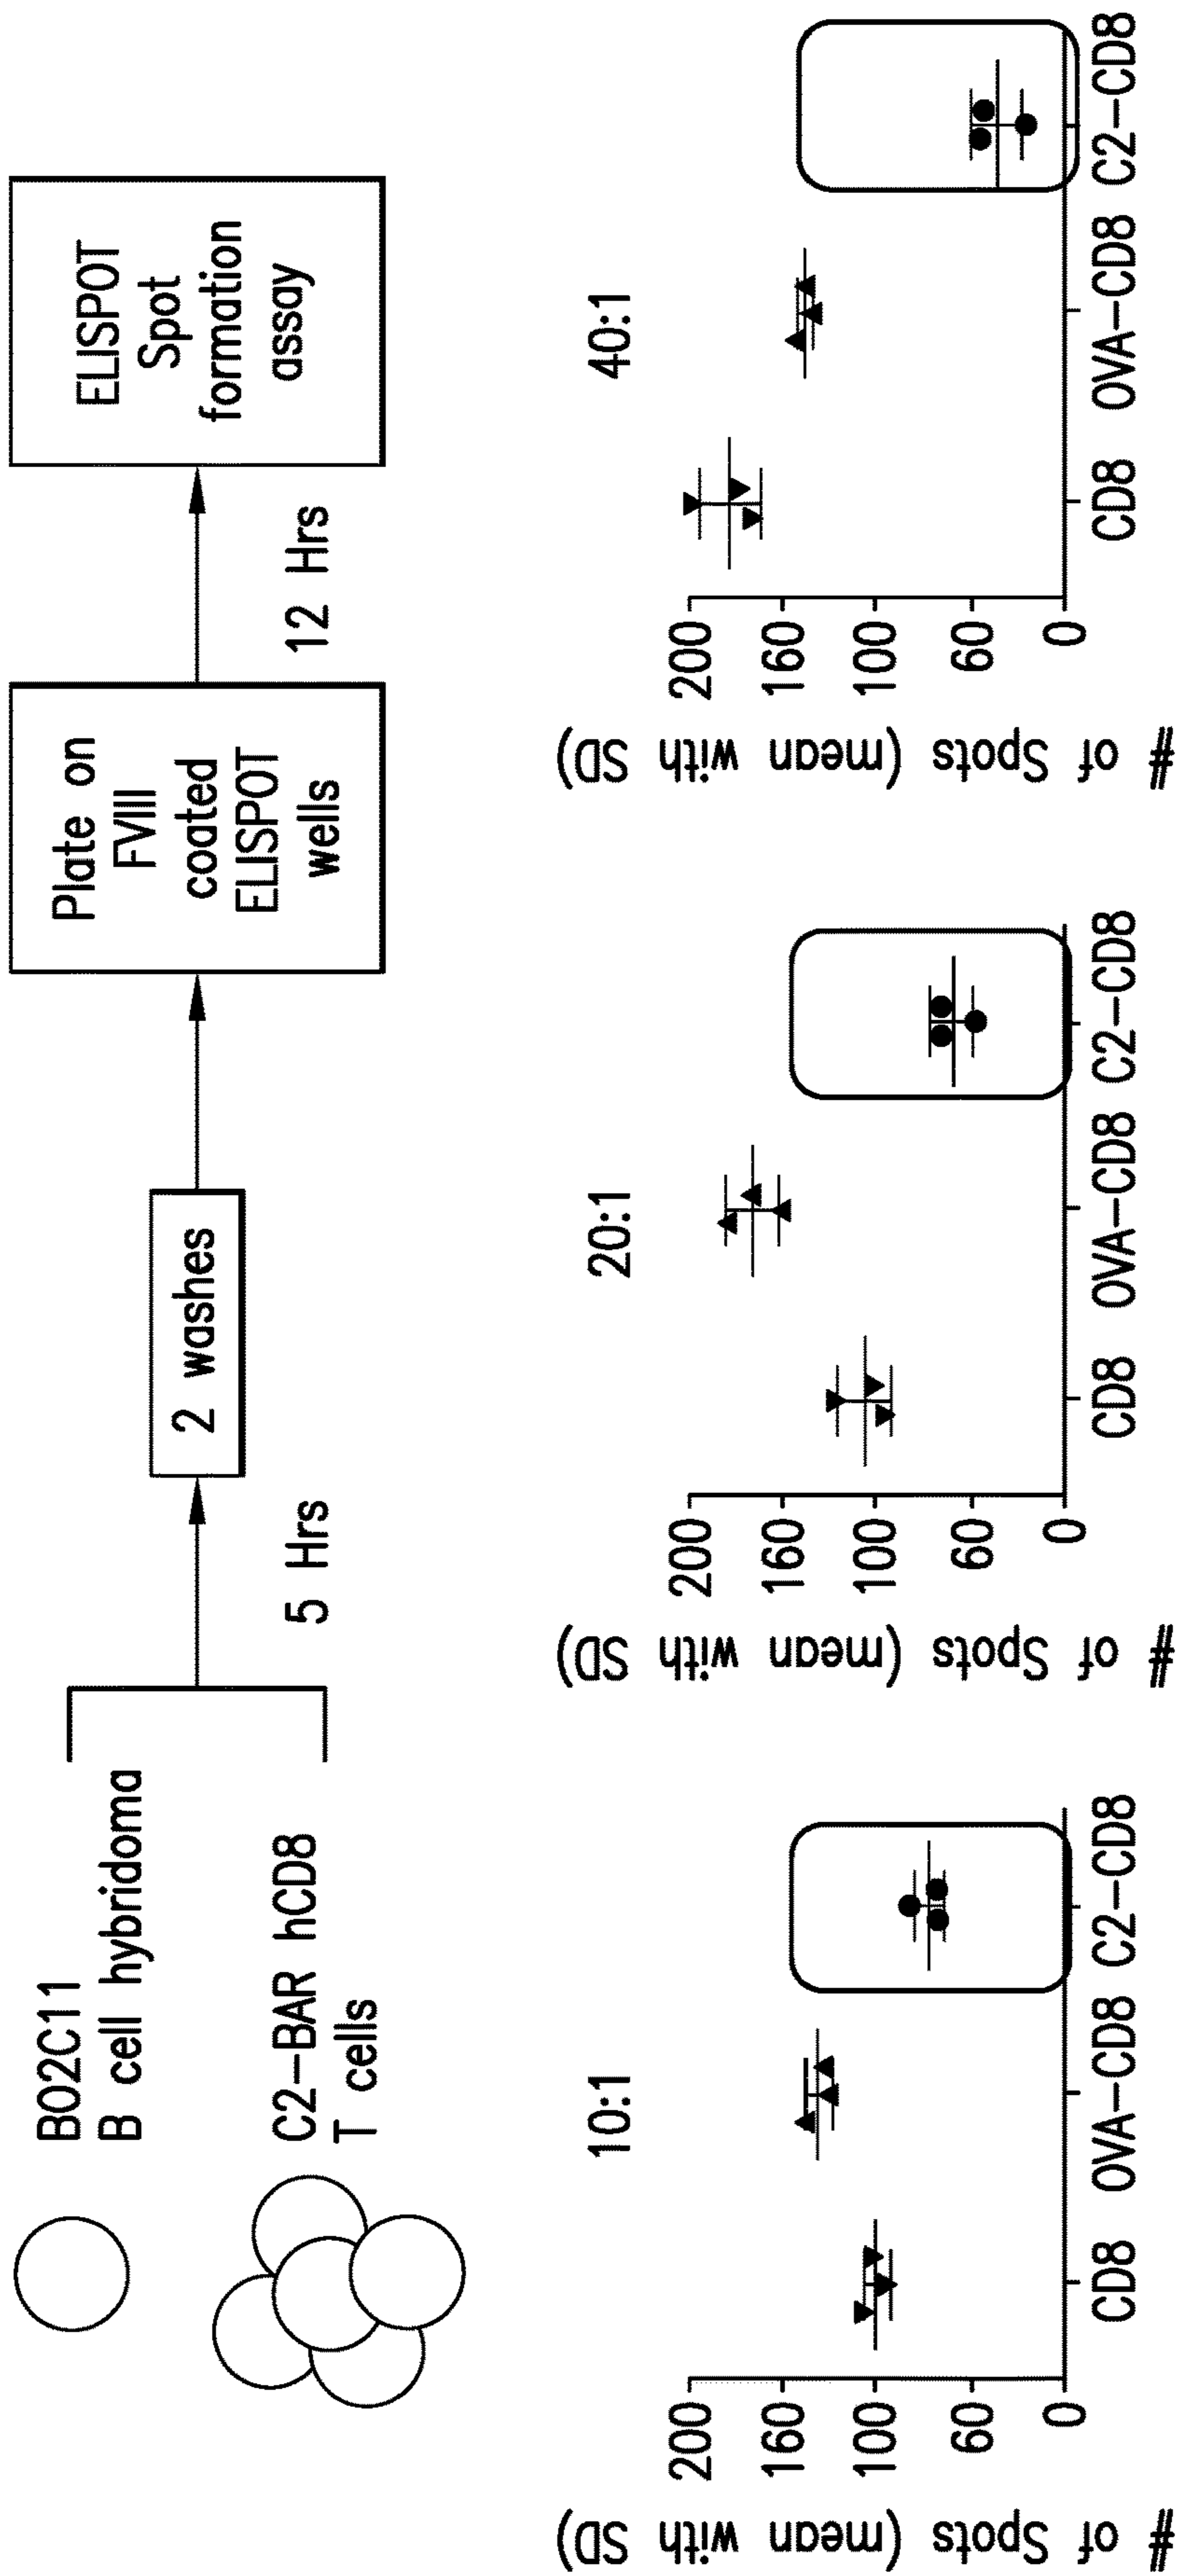 BO2C11
B cell hybridoma
C2-BAR hCD8
T cells
5 Hrs
2 washes
Plate on
FVIII
coated
ELISPOT
wells
12 Hrs
ELISPOT
Spot
formation
assay
10:1
# of Spots (mean with SD)
200
160
100
60
0
CD8
OVA-CD8
C2-CD8
20:1
# of Spots (mean with SD)
200
160
100
60
0
CD8
OVA-CD8
C2-CD8
40:1
# of Spots (mean with SD)
200
160
100
60
0
CD8
OVA-CD8
C2-CD8